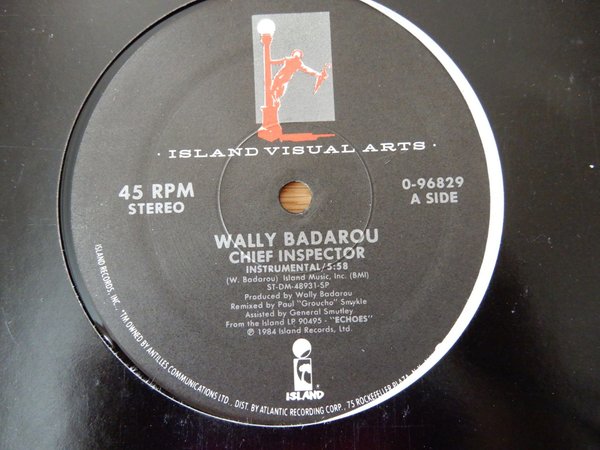 · ISLAND VISUAL ARTS ·
45 RPM
STEREO
0-96829
A SIDE
WALLY BADAROU
CHIEF INSPECTOR
INSTRUMENTAL/5:58
(W. Badarou) Island Music, Inc. (BMI)
ST-DM-48931-SP
Produced by Wally Badarou
Remixed by Paul "Groucho" Smykle
Assisted by General Smutley
From the Island LP 90495 - "ECHOES"
℗ 1984 Island Records, Ltd.
ISLAND
ISLAND RECORDS, INC., *TM OWNED BY ANTILLES COMMUNICATIONS LTD., DIST. BY ATLANTIC RECORDING CORP., 75 ROCKEFELLER PLAZA,